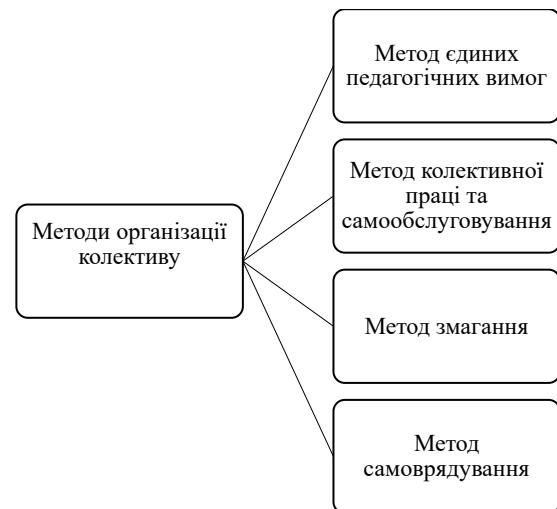 Методи організації
колективу
Метод єдиних
педагогічних вимог
Метод колективної
праці та
самообслуговування
Метод змагання
Метод
самоврядування